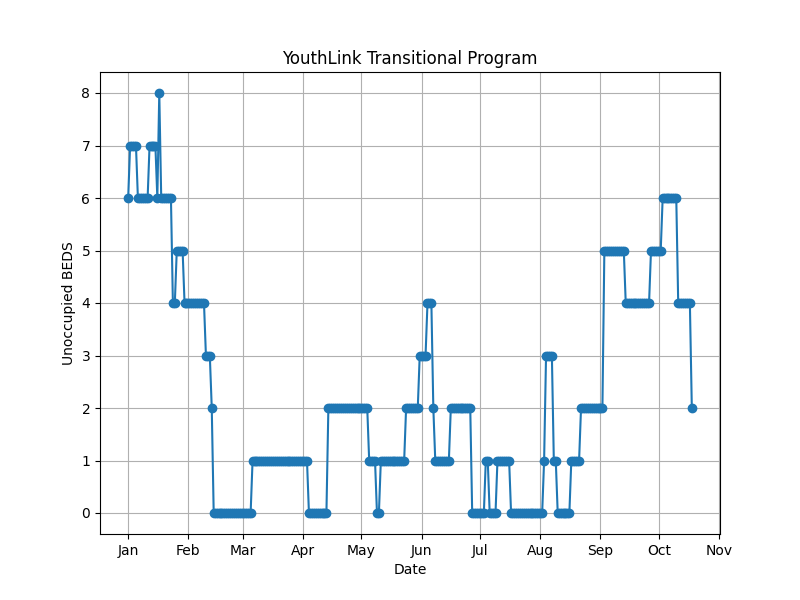 YouthLink Transitional Program
Unoccupied BEDS
8
7
6
5
4
3
2
1
0
Jan Feb Mar Apr May Jun Jul Aug Sep Oct Nov
Date